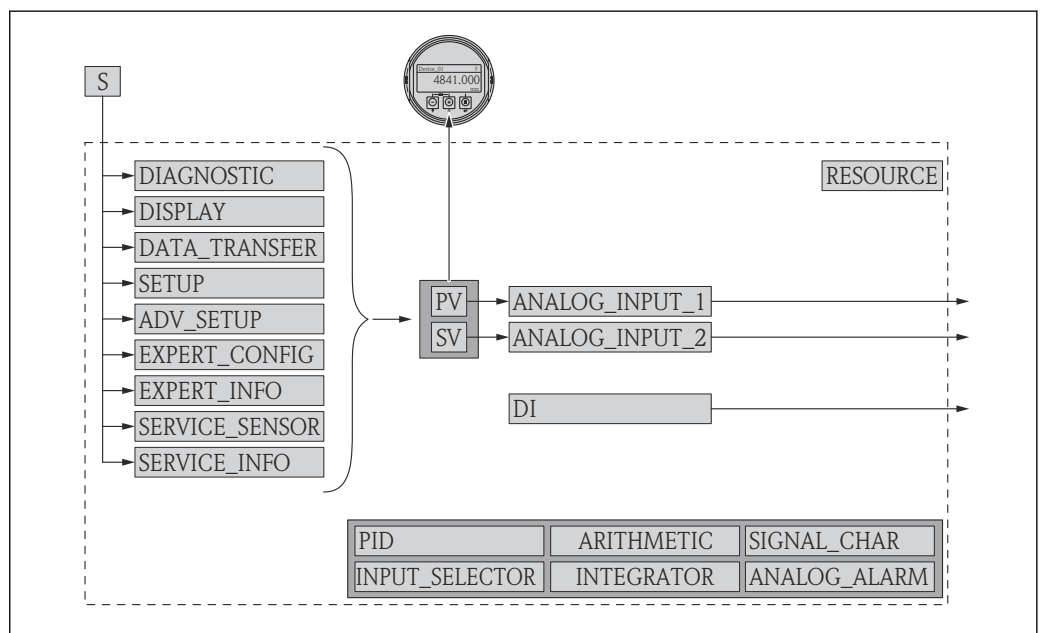 S
Device_01
4841.000
mm
DIAGNOSTIC
DISPLAY
DATA_TRANSFER
SETUP
ADV_SETUP
EXPERT_CONFIG
EXPERT_INFO
SERVICE_SENSOR
SERVICE_INFO
RESOURCE
PV
ANALOG_INPUT_1
SV
ANALOG_INPUT_2
DI
PID
ARITHMETIC
SIGNAL_CHAR
INPUT_SELECTOR
INTEGRATOR
ANALOG_ALARM